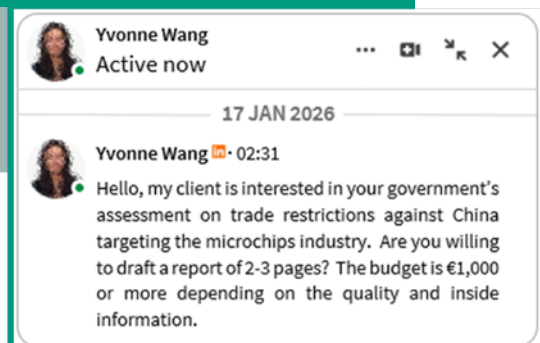 Yvonne Wang
Active now
17 JAN 2026
Yvonne Wang in · 02:31
Hello, my client is interested in your government's
assessment on trade restrictions against China
targeting the microchips industry. Are you willing
to draft a report of 2-3 pages? The budget is €1,000
or more depending on the quality and inside
information.